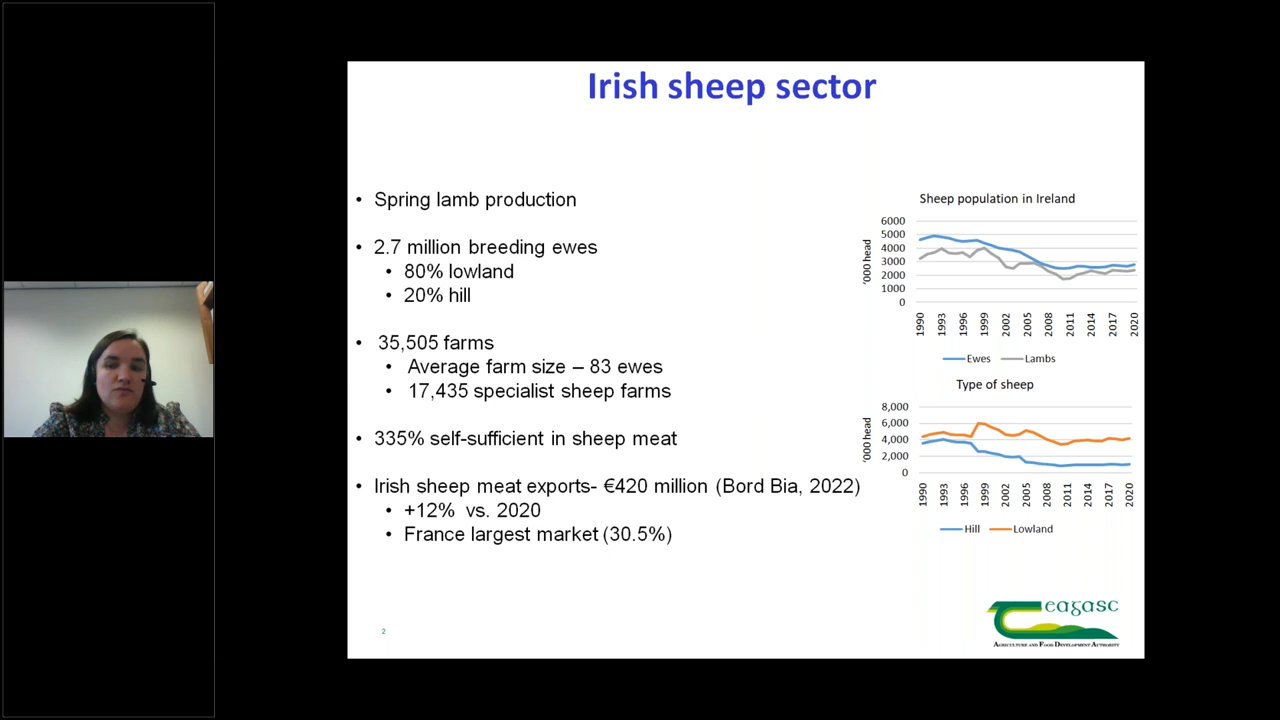 Irish sheep sector
• Spring lamb production
• 2.7 million breeding ewes
• 80% lowland
• 20% hill
• 35,505 farms
• Average farm size – 83 ewes
• 17,435 specialist sheep farms
• 335% self-sufficient in sheep meat
• Irish sheep meat exports- €420 million (Bord Bia, 2022)
• +12% vs. 2020
• France largest market (30.5%)
2
Sheep population in Ireland
'000 head
6000
5000
4000
3000
2000
1000
0
1990 1993 1996 1999 2002 2005 2008 2011 2014 2017 2020
Ewes Lambs
Type of sheep
'000 head
8,000
6,000
4,000
2,000
0
1990 1993 1996 1999 2002 2005 2008 2011 2014 2017 2020
Hill Lowland
Teagasc
Agriculture and Food Development Authority